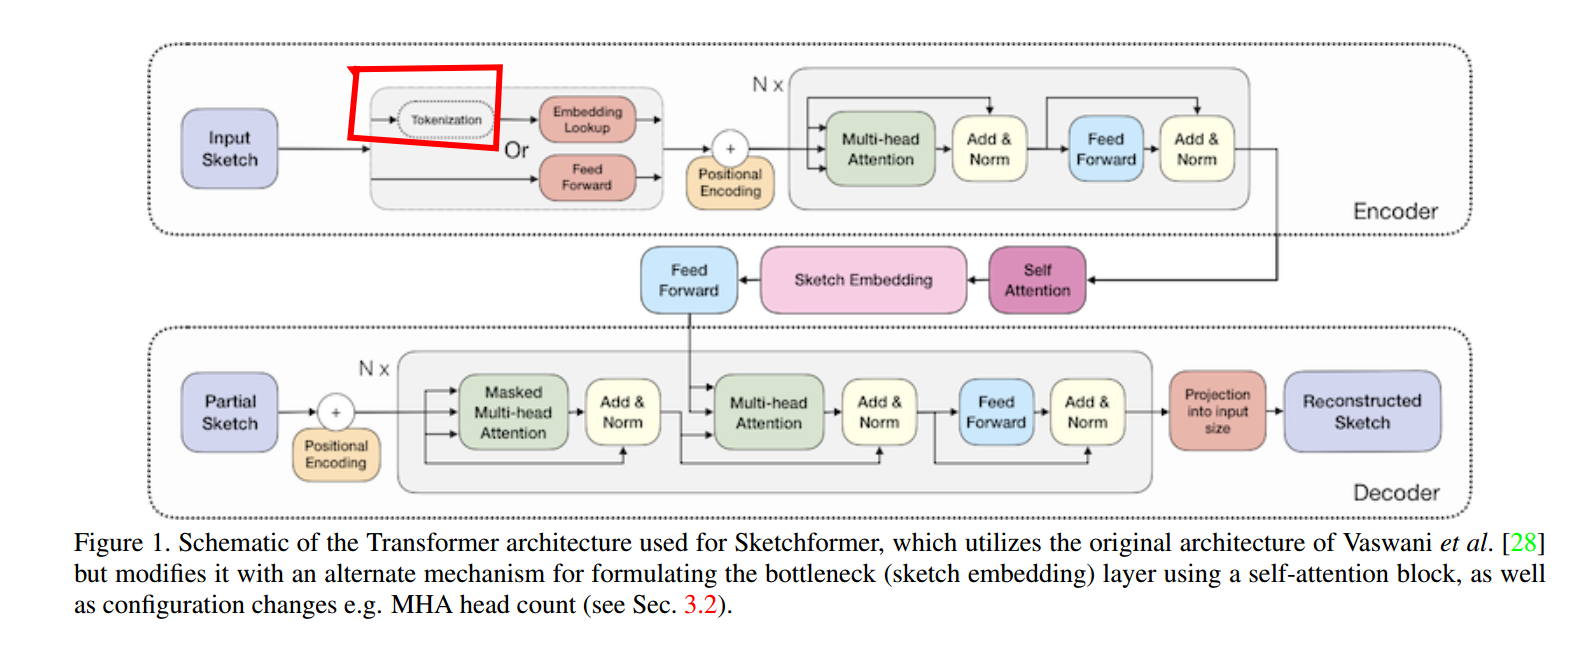 N x
Input
Sketch
Tokenization
Embedding
Lookup
Or
Feed
Forward
+
Positional
Encoding
Multi-head
Attention
Add &
Norm
Feed
Forward
Add &
Norm
Encoder
Feed
Forward
Sketch Embedding
Self
Attention
N x
Partial
Sketch
+
Positional
Encoding
Masked
Multi-head
Attention
Add &
Norm
Multi-head
Attention
Add &
Norm
Feed
Forward
Add &
Norm
Projection
into input
size
Reconstructed
Sketch
Decoder
Figure 1. Schematic of the Transformer architecture used for Sketchformer, which utilizes the original architecture of Vaswani et al. [28]
but modifies it with an alternate mechanism for formulating the bottleneck (sketch embedding) layer using a self-attention block, as well
as configuration changes e.g. MHA head count (see Sec. 3.2).